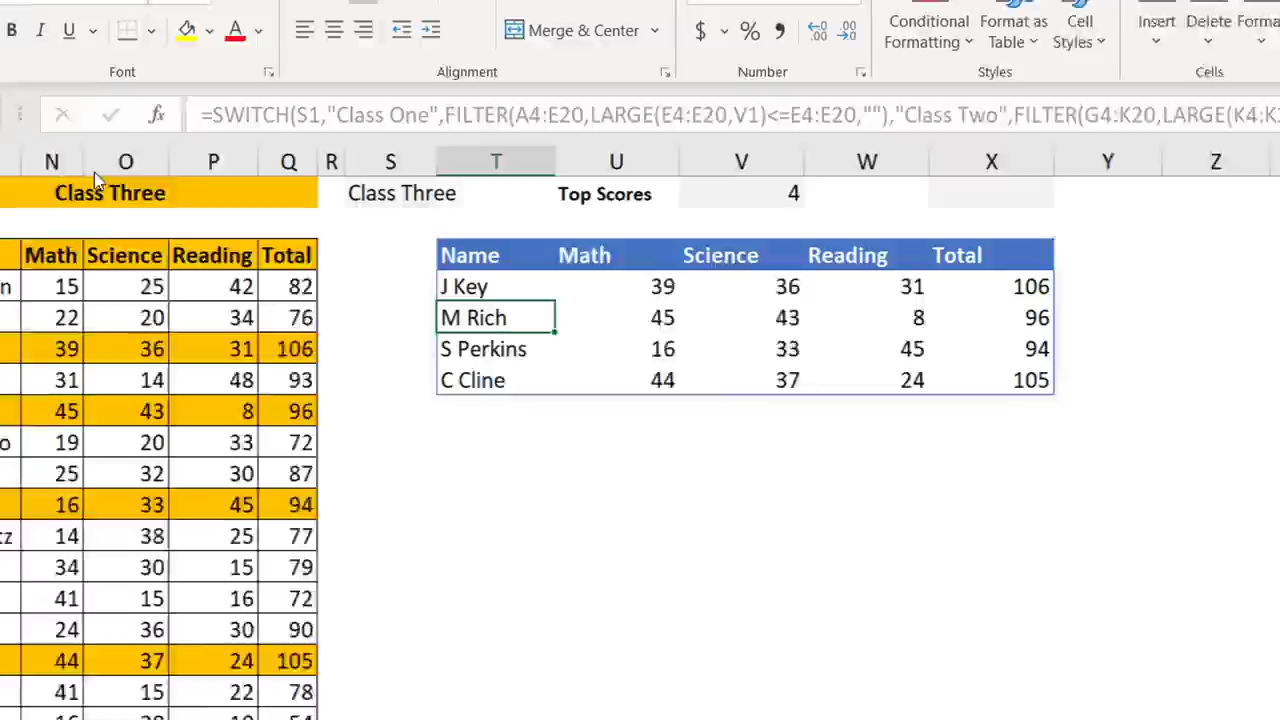 B I U A Merge & Center $ % Conditional Formatting Format as Table Cell Styles Insert Delete
Font Alignment Number Styles Cells
fx =SWITCH(S1,"Class One",FILTER(A4:E20,LARGE(E4:E20,V1)<=E4:E20,""),"Class Two",FILTER(G4:K20,LARGE(K4:K
N O P Q R S T U V W X Y Z
Class Three Class Three Top Scores 4
Math Science Reading Total Name Math Science Reading Total
n 15 25 42 82 J Key 39 36 31 106
22 20 34 76 M Rich 45 43 8 96
39 36 31 106 S Perkins 16 33 45 94
31 14 48 93 C Cline 44 37 24 105
45 43 8 96
o 19 20 33 72
25 32 30 87
16 33 45 94
tz 14 38 25 77
34 30 15 79
41 15 16 72
24 36 30 90
44 37 24 105
41 15 22 78